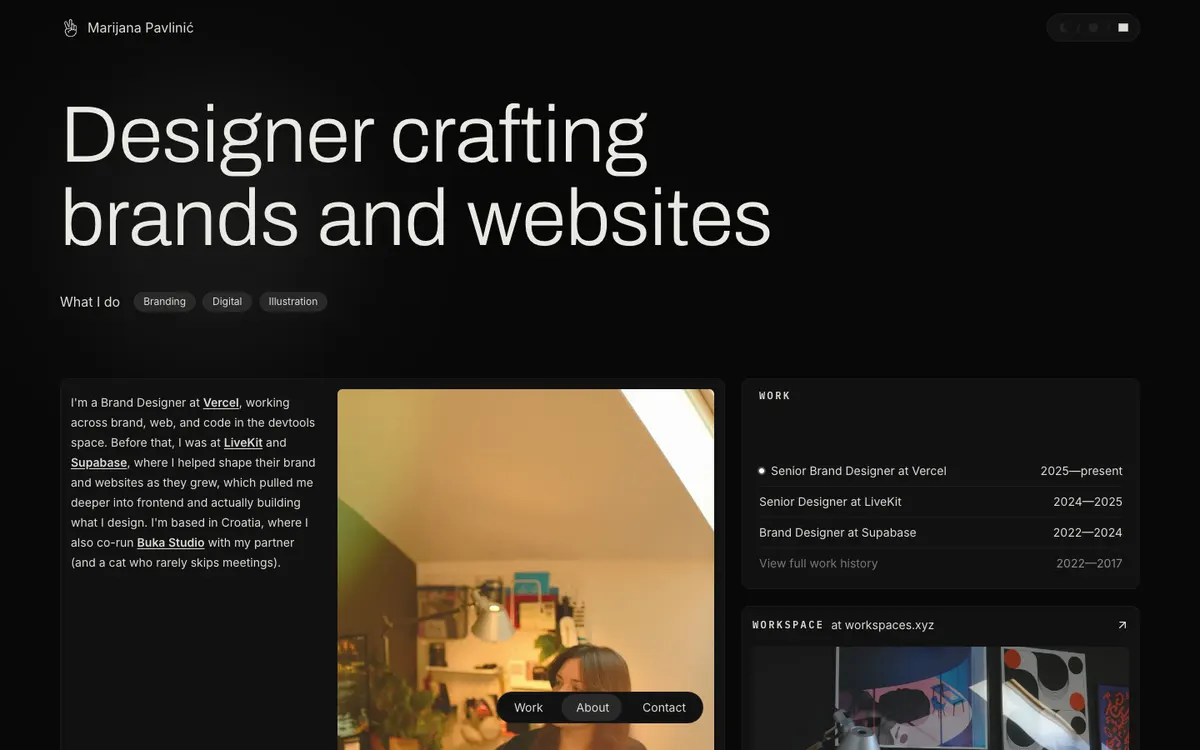 Marijana Pavlinić
Designer crafting
brands and websites
What I do
Branding
Digital
Illustration
I'm a Brand Designer at Vercel, working
across brand, web, and code in the devtools
space. Before that, I was at LiveKit and
Supabase, where I helped shape their brand
and websites as they grew, which pulled me
deeper into frontend and actually building
what I design. I'm based in Croatia, where I
also co-run Buka Studio with my partner
(and a cat who rarely skips meetings).
WORK
Senior Brand Designer at Vercel 2025—present
Senior Designer at LiveKit 2024—2025
Brand Designer at Supabase 2022—2024
View full work history 2022—2017
WORKSPACE at workspaces.xyz
Work
About
Contact